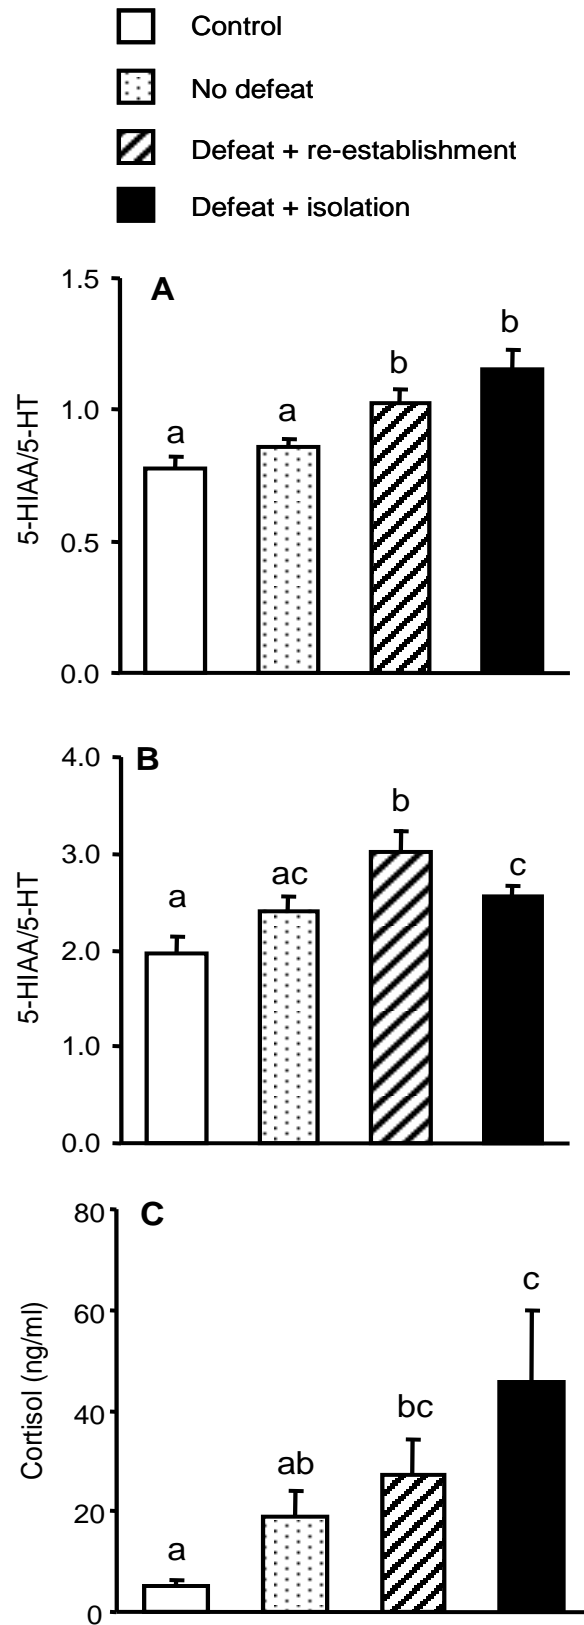 Control
No defeat
Defeat + re-establishment
Defeat + isolation
A
5-HIAA/5-HT
1.5
1.0
0.5
0.0
a
a
b
b
B
5-HIAA/5-HT
4.0
3.0
2.0
1.0
0.0
a
ac
b
c
C
Cortisol (ng/ml)
80
60
40
20
0
a
ab
bc
c